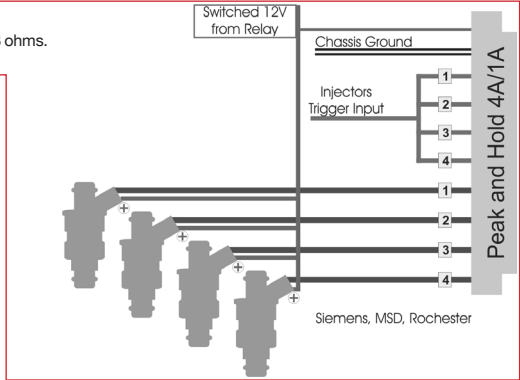 ohms.
Switched 12V
from Relay
Chassis Ground
Injectors
Trigger Input
1
2
3
4
1
2
3
4
Peak and Hold 4A/1A
+
+
+
+
Siemens, MSD, Rochester